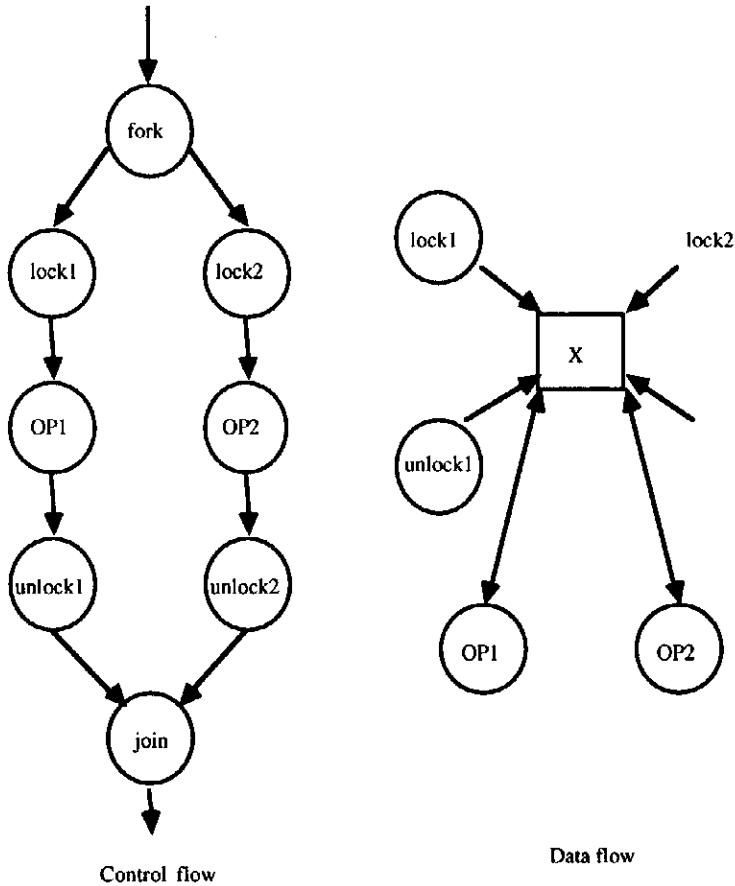 fork
lock1
lock2
OP1
OP2
unlock1
unlock2
join
Control flow
lock1
lock2
X
unlock1
OP1
OP2
Data flow